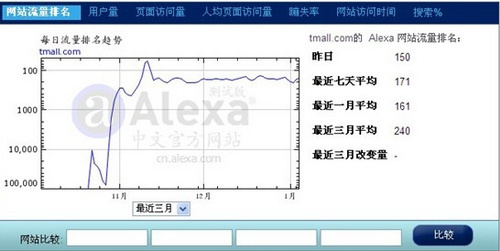 网站流量排名 用户量 页面访问量 人均页面访问量 蹦失率 网站访问时间 搜索%
每日流量排名趋势
tmall.com
100
1000
10,000
100,000
Alexa 测试版
中文官方网站
cn.alexa.com
11月 12月 1月
最近三月
tmall.com的 Alexa 网站流量排名:
昨日 150
最近七天平均 171
最近一月平均 161
最近三月平均 240
最近三月改变量 -
网站比较: 比较